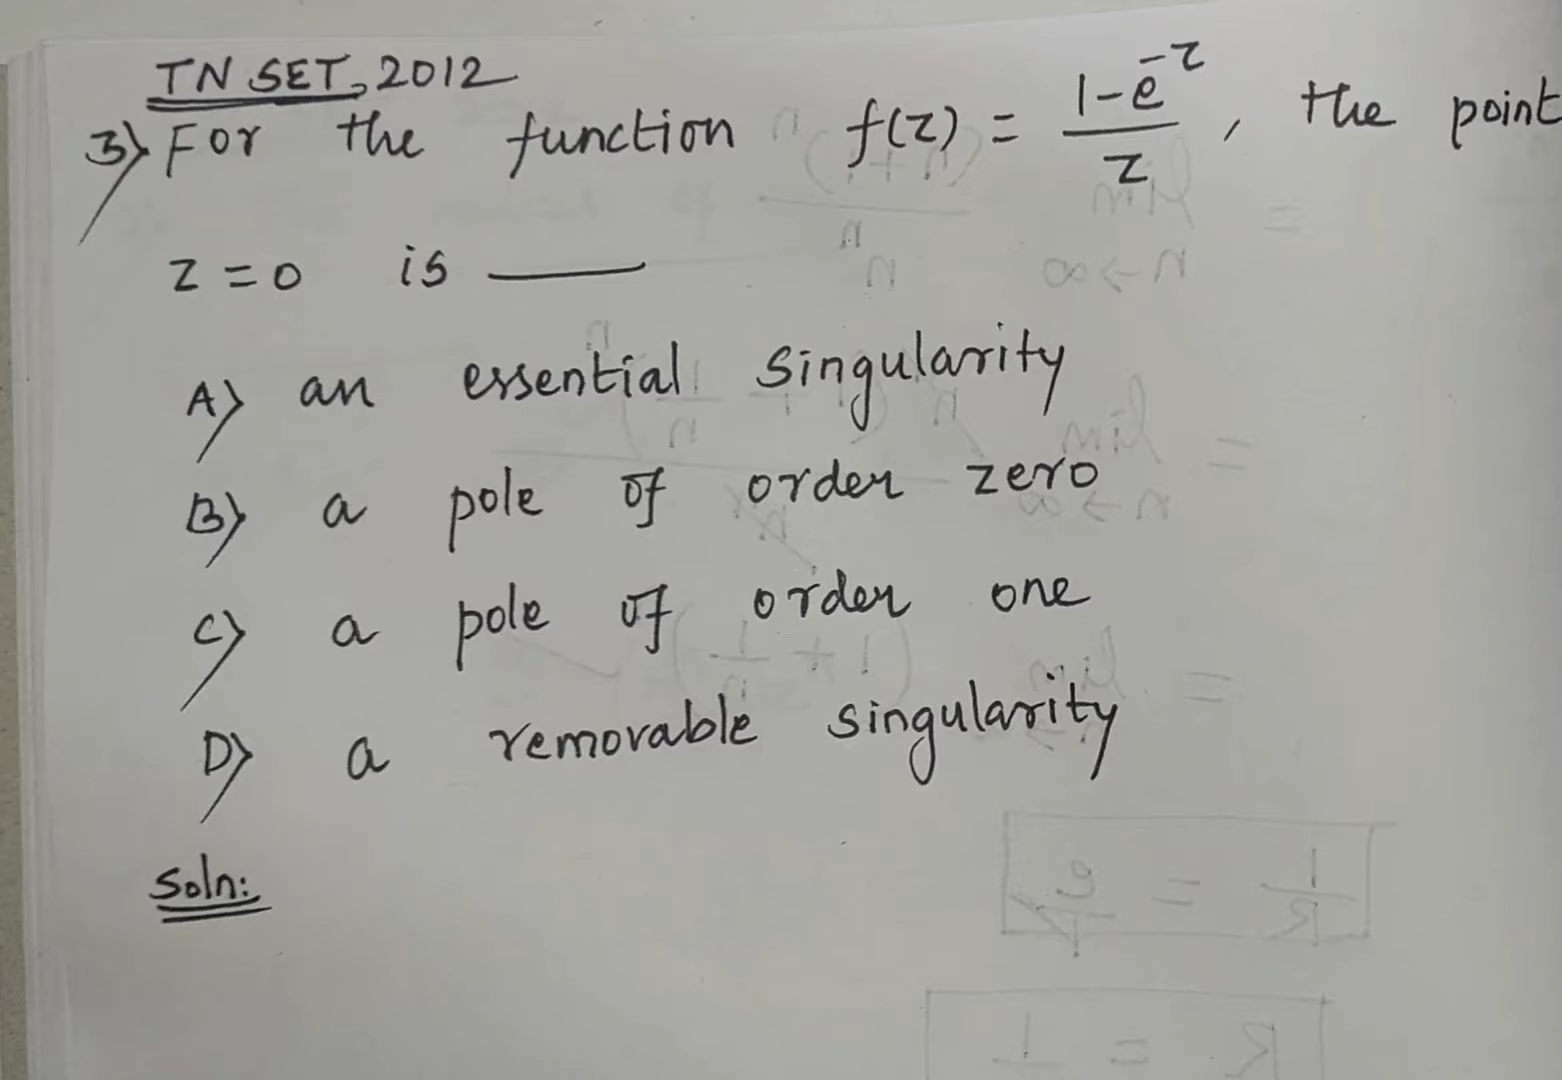 TN SET, 2012
3) For the function f(z) = (1-e^-z)/z, the point
z = 0 is ———
A) an essential singularity
B) a pole of order zero
C) a pole of order one
D) a removable singularity
Soln: